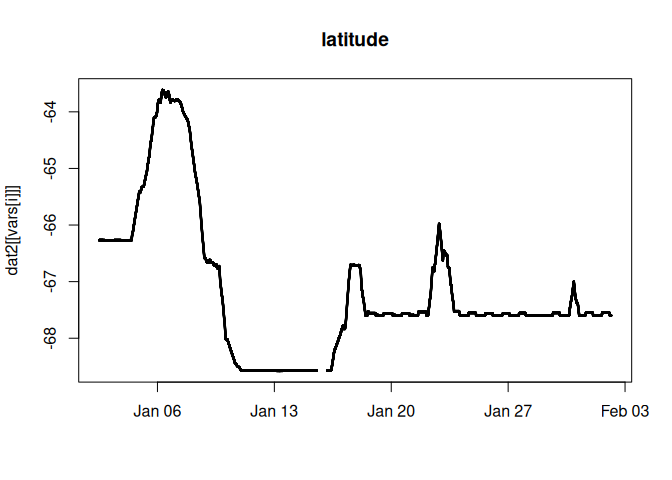 latitude
dat2[[vars[i]]]
-64
-65
-66
-67
-68
Jan 06
Jan 13
Jan 20
Jan 27
Feb 03